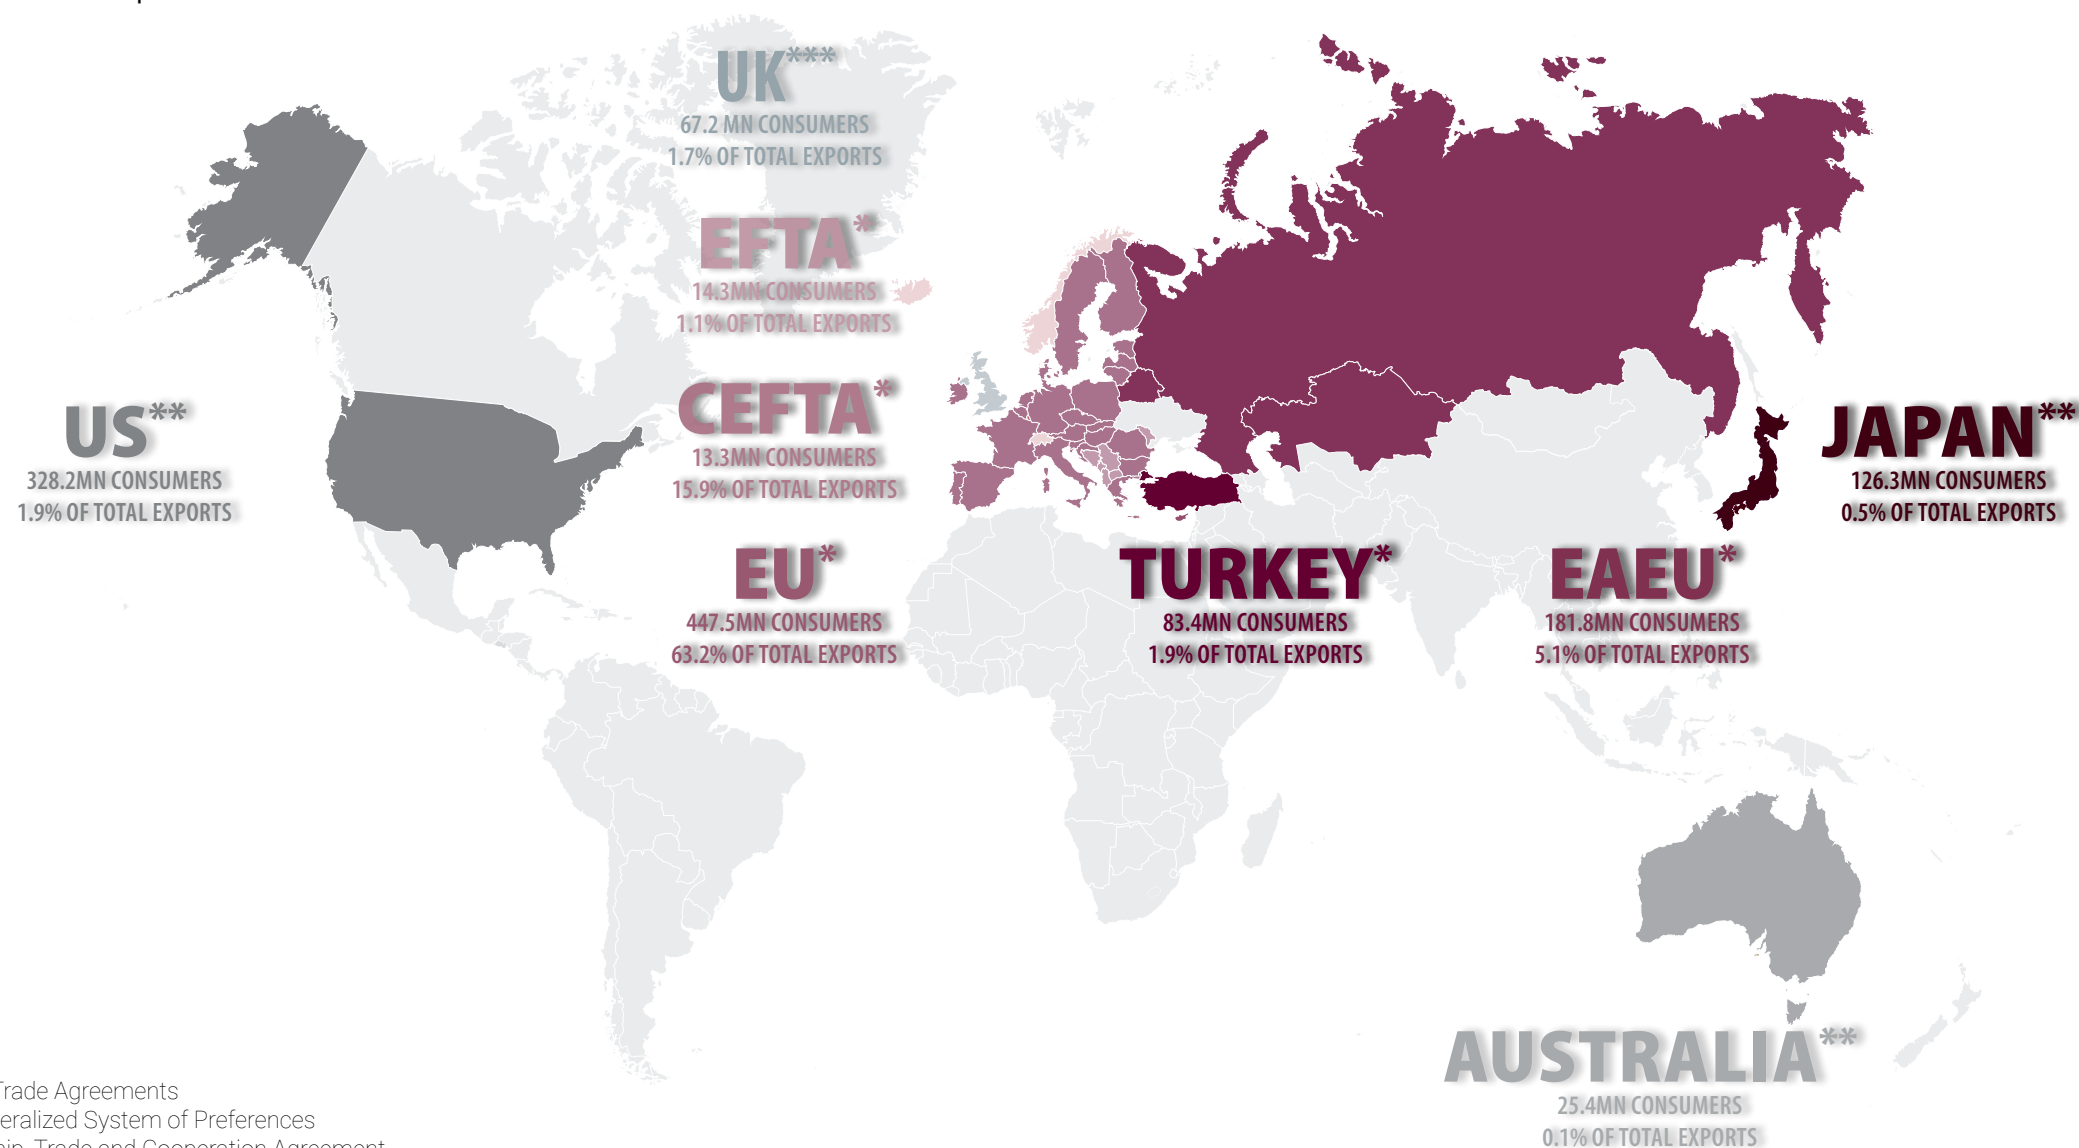 UK***
67.2 MN CONSUMERS
1.7% OF TOTAL EXPORTS
EFTA*
14.3MN CONSUMERS
1.1% OF TOTAL EXPORTS
CEFTA*
13.3MN CONSUMERS
15.9% OF TOTAL EXPORTS
US**
328.2MN CONSUMERS
1.9% OF TOTAL EXPORTS
JAPAN**
126.3MN CONSUMERS
0.5% OF TOTAL EXPORTS
EU*
447.5MN CONSUMERS
63.2% OF TOTAL EXPORTS
TURKEY*
83.4MN CONSUMERS
1.9% OF TOTAL EXPORTS
EAEU*
181.8MN CONSUMERS
5.1% OF TOTAL EXPORTS
AUSTRALIA**
25.4MN CONSUMERS
0.1% OF TOTAL EXPORTS
Trade Agreements
eralized System of Preferences
Trade and Cooperation Agreement